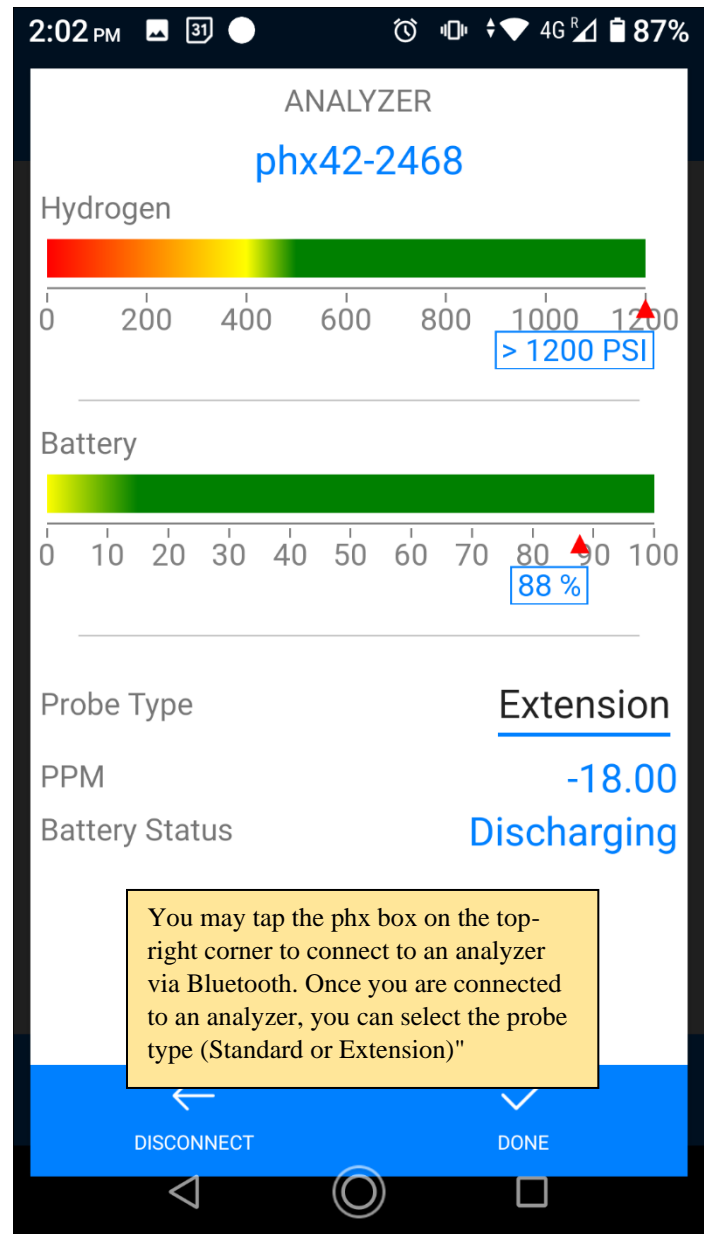 2:02 PM 31 4G R 87%
ANALYZER
phx42-2468
Hydrogen
0 200 400 600 800 1000 1200
> 1200 PSI
Battery
0 10 20 30 40 50 60 70 80 90 100
88 %
Probe Type Extension
PPM -18.00
Battery Status Discharging
You may tap the phx box on the top-
right corner to connect to an analyzer
via Bluetooth. Once you are connected
to an analyzer, you can select the probe
type (Standard or Extension)"
DISCONNECT DONE